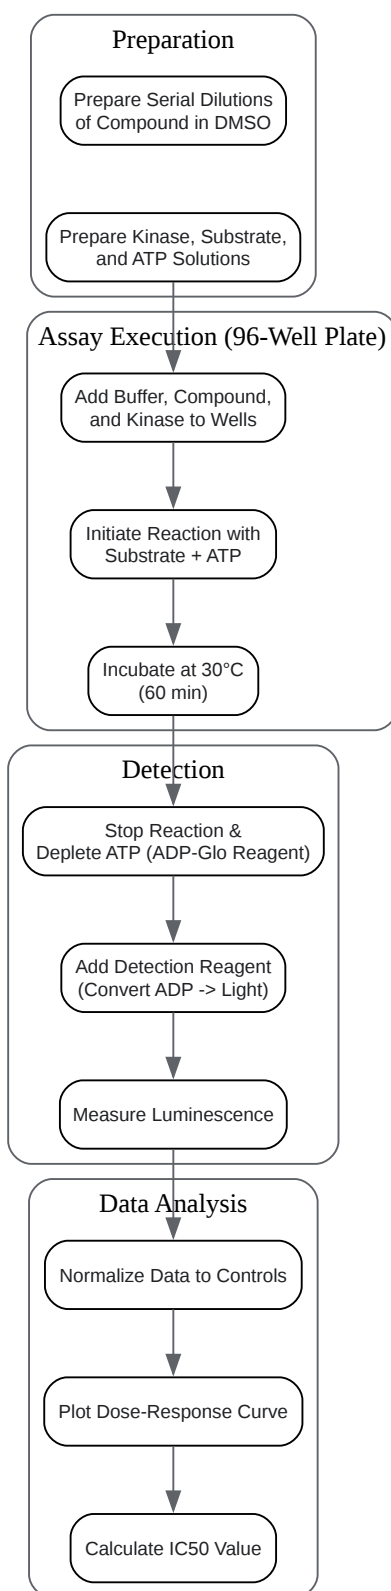 Preparation
Prepare Serial Dilutions
of Compound in DMSO
Prepare Kinase, Substrate,
and ATP Solutions
Assay Execution (96-Well Plate)
Add Buffer, Compound,
and Kinase to Wells
Initiate Reaction with
Substrate + ATP
Incubate at 30°C
(60 min)
Detection
Stop Reaction &
Deplete ATP (ADP-Glo Reagent)
Add Detection Reagent
(Convert ADP -> Light)
Measure Luminescence
Data Analysis
Normalize Data to Controls
Plot Dose-Response Curve
Calculate IC50 Value